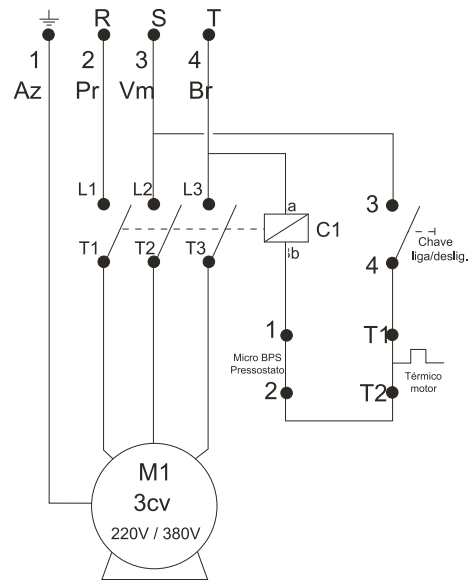 R S T
1 2 3 4
Az Pr Vm Br
L1 L2 L3
a
C1
3
T1 T2 T3
b
4
Chave
liga/deslig.
1
T1
Micro BPS
Pressostato
Térmico
motor
2
T2
M1
3cv
220V / 380V